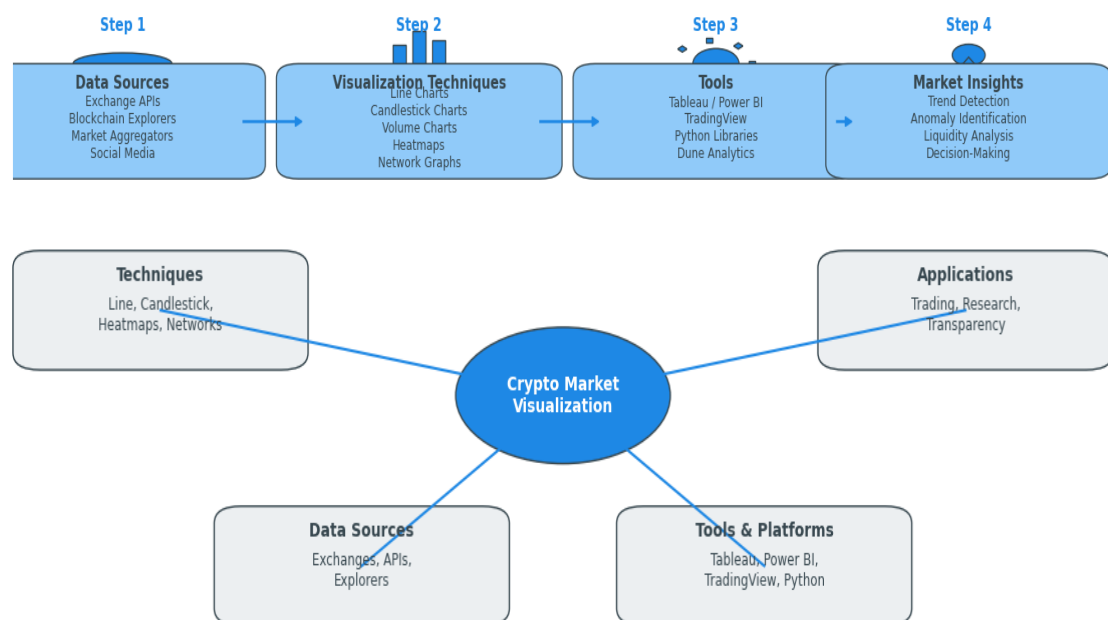 Step 1
Data Sources
Exchange APIs
Blockchain Explorers
Market Aggregators
Social Media
Step 2
Visualization Techniques
Line Charts
Candlestick Charts
Volume Charts
Heatmaps
Network Graphs
Step 3
Tools
Tableau / Power BI
TradingView
Python Libraries
Dune Analytics
Step 4
Market Insights
Trend Detection
Anomaly Identification
Liquidity Analysis
Decision-Making
Techniques
Line, Candlestick,
Heatmaps, Networks
Applications
Trading, Research,
Transparency
Crypto Market
Visualization
Data Sources
Exchanges, APIs,
Explorers
Tools & Platforms
Tableau, Power BI,
TradingView, Python